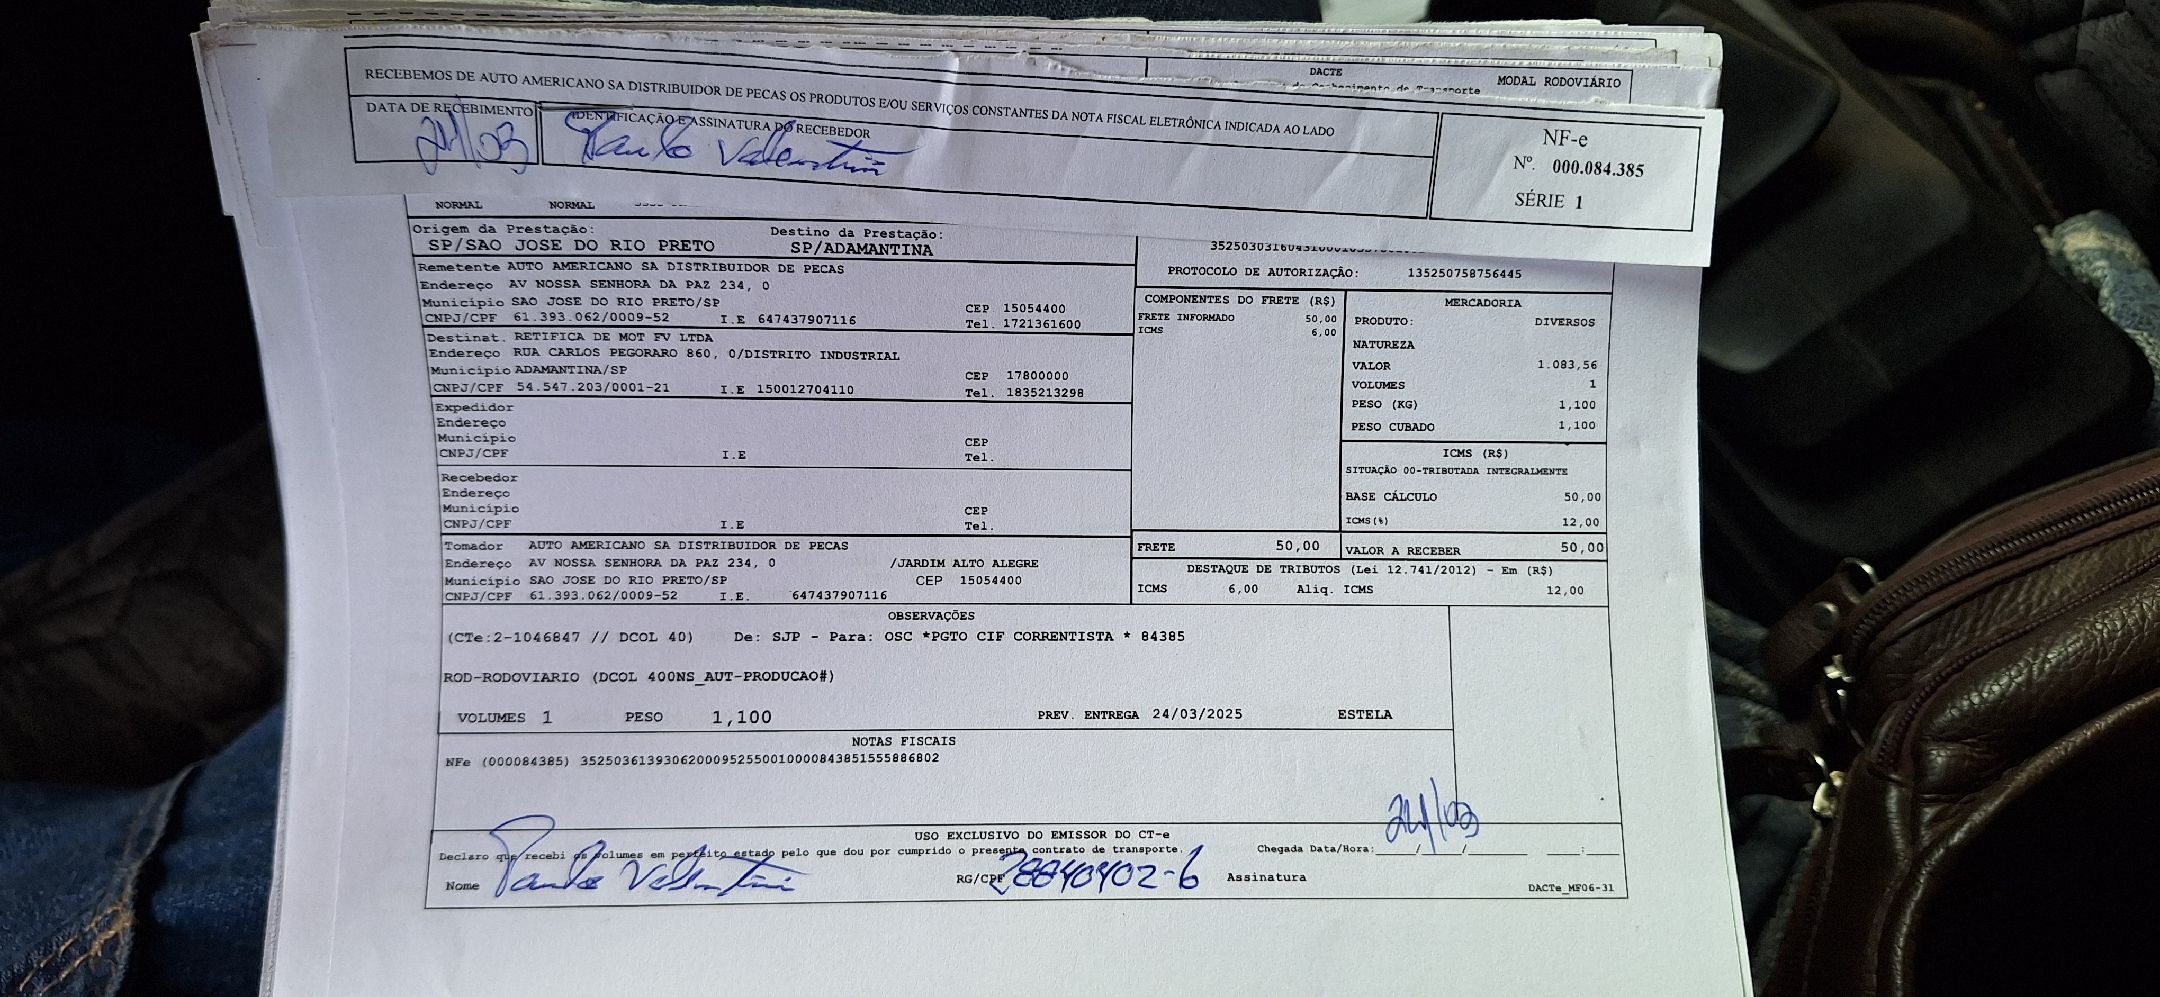 DACTE
MODAL RODOVIÁRIO
RECEBEMOS DE AUTO AMERICANO SA DISTRIBUIDOR DE PECAS OS PRODUTOS E/OU SERVIÇOS CONSTANTES DA NOTA FISCAL ELETRÔNICA INDICADA AO LADO
DATA DE RECEBIMENTO
24/03
IDENTIFICAÇÃO E ASSINATURA DO RECEBEDOR
Paulo Valentin
NF-e
Nº. 000.084.385
SÉRIE 1
NORMAL NORMAL
Origem da Prestação: Destino da Prestação:
SP/SAO JOSE DO RIO PRETO SP/ADAMANTINA
PROTOCOLO DE AUTORIZAÇÃO: 135250758756445
Remetente AUTO AMERICANO SA DISTRIBUIDOR DE PECAS
Endereço AV NOSSA SENHORA DA PAZ 234, 0
Município SAO JOSE DO RIO PRETO/SP CEP 15054400
CNPJ/CPF 61.393.062/0009-52 I.E 647437907116 Tel. 1721361600
Destinat. RETIFICA DE MOT FV LTDA
Endereço RUA CARLOS PEGORARO 860, 0/DISTRITO INDUSTRIAL
Município ADAMANTINA/SP CEP 17800000
CNPJ/CPF 54.547.203/0001-21 I.E 150012704110 Tel. 1835213298
Expedidor
Endereço
Município CEP
CNPJ/CPF I.E Tel.
Recebedor
Endereço
Município CEP
CNPJ/CPF I.E Tel.
Tomador AUTO AMERICANO SA DISTRIBUIDOR DE PECAS
Endereço AV NOSSA SENHORA DA PAZ 234, 0 /JARDIM ALTO ALEGRE
Município SAO JOSE DO RIO PRETO/SP CEP 15054400
CNPJ/CPF 61.393.062/0009-52 I.E. 647437907116
COMPONENTES DO FRETE (R$)
FRETE INFORMADO 50,00
ICMS 6,00
MERCADORIA
PRODUTO: DIVERSOS
NATUREZA
VALOR 1.083,56
VOLUMES 1
PESO (KG) 1,100
PESO CUBADO 1,100
ICMS (R$)
SITUAÇÃO 00-TRIBUTADA INTEGRALMENTE
BASE CÁLCULO 50,00
ICMS(%) 12,00
FRETE 50,00 VALOR A RECEBER 50,00
DESTAQUE DE TRIBUTOS (Lei 12.741/2012) - Em (R$)
ICMS 6,00 Aliq. ICMS 12,00
OBSERVAÇÕES
(CTe:2-1046847 // DCOL 40) De: SJP - Para: OSC *PGTO CIF CORRENTISTA * 84385
ROD-RODOVIARIO (DCOL 400NS_AUT-PRODUCAO#)
VOLUMES 1 PESO 1,100 PREV. ENTREGA 24/03/2025 ESTELA
NOTAS FISCAIS
NFe (000084385) 35250361393062000952550010000843851555886802
USO EXCLUSIVO DO EMISSOR DO CT-e
24/03
Declaro que recebi os volumes em perfeito estado pelo que dou por cumprido o presente contrato de transporte. Chegada Data/Hora:____/____/____ ____:____
Nome Paulo Valentin RG/CPF 28840402-6 Assinatura
DACTe_MF06-31